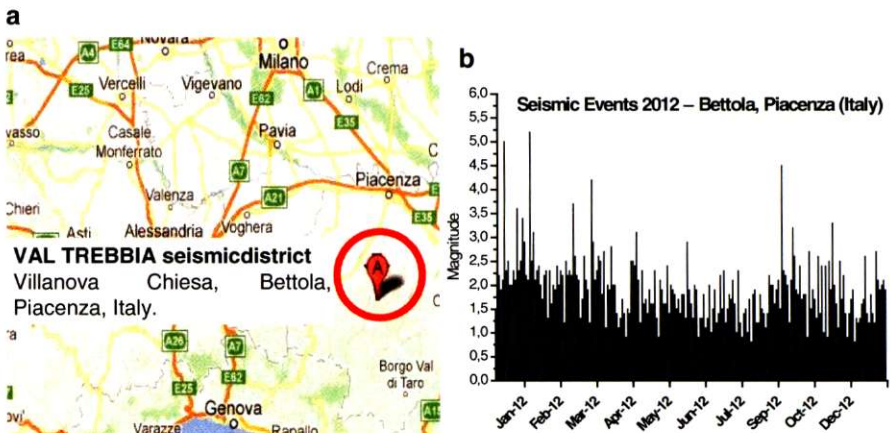 a
E64
Novara
A4
Milano
Crema
E25
Vercelli
Vigevano
E62
A1
Lodi
E35
vasso
Casale
Monferrato
Pavia
A7
Piacenza
Valenza
A21
E35
Chieri
Asti
Alessandria
Voghera
VAL TREBBIA seismicdistrict
Villanova Chiesa, Bettola,
Piacenza, Italy.
A
A26
A7
Borgo Val
di Taro
E25
E62
Genova
Varazze
Rapallo
b
Seismic Events 2012 – Bettola, Piacenza (Italy)
Magnitude
6,0
5,5
5,0
4,5
4,0
3,5
3,0
2,5
2,0
1,5
1,0
0,5
0,0
Jan-12
Feb-12
Mar-12
Apr-12
May-12
Jun-12
Jul-12
Sep-12
Oct-12
Dec-12